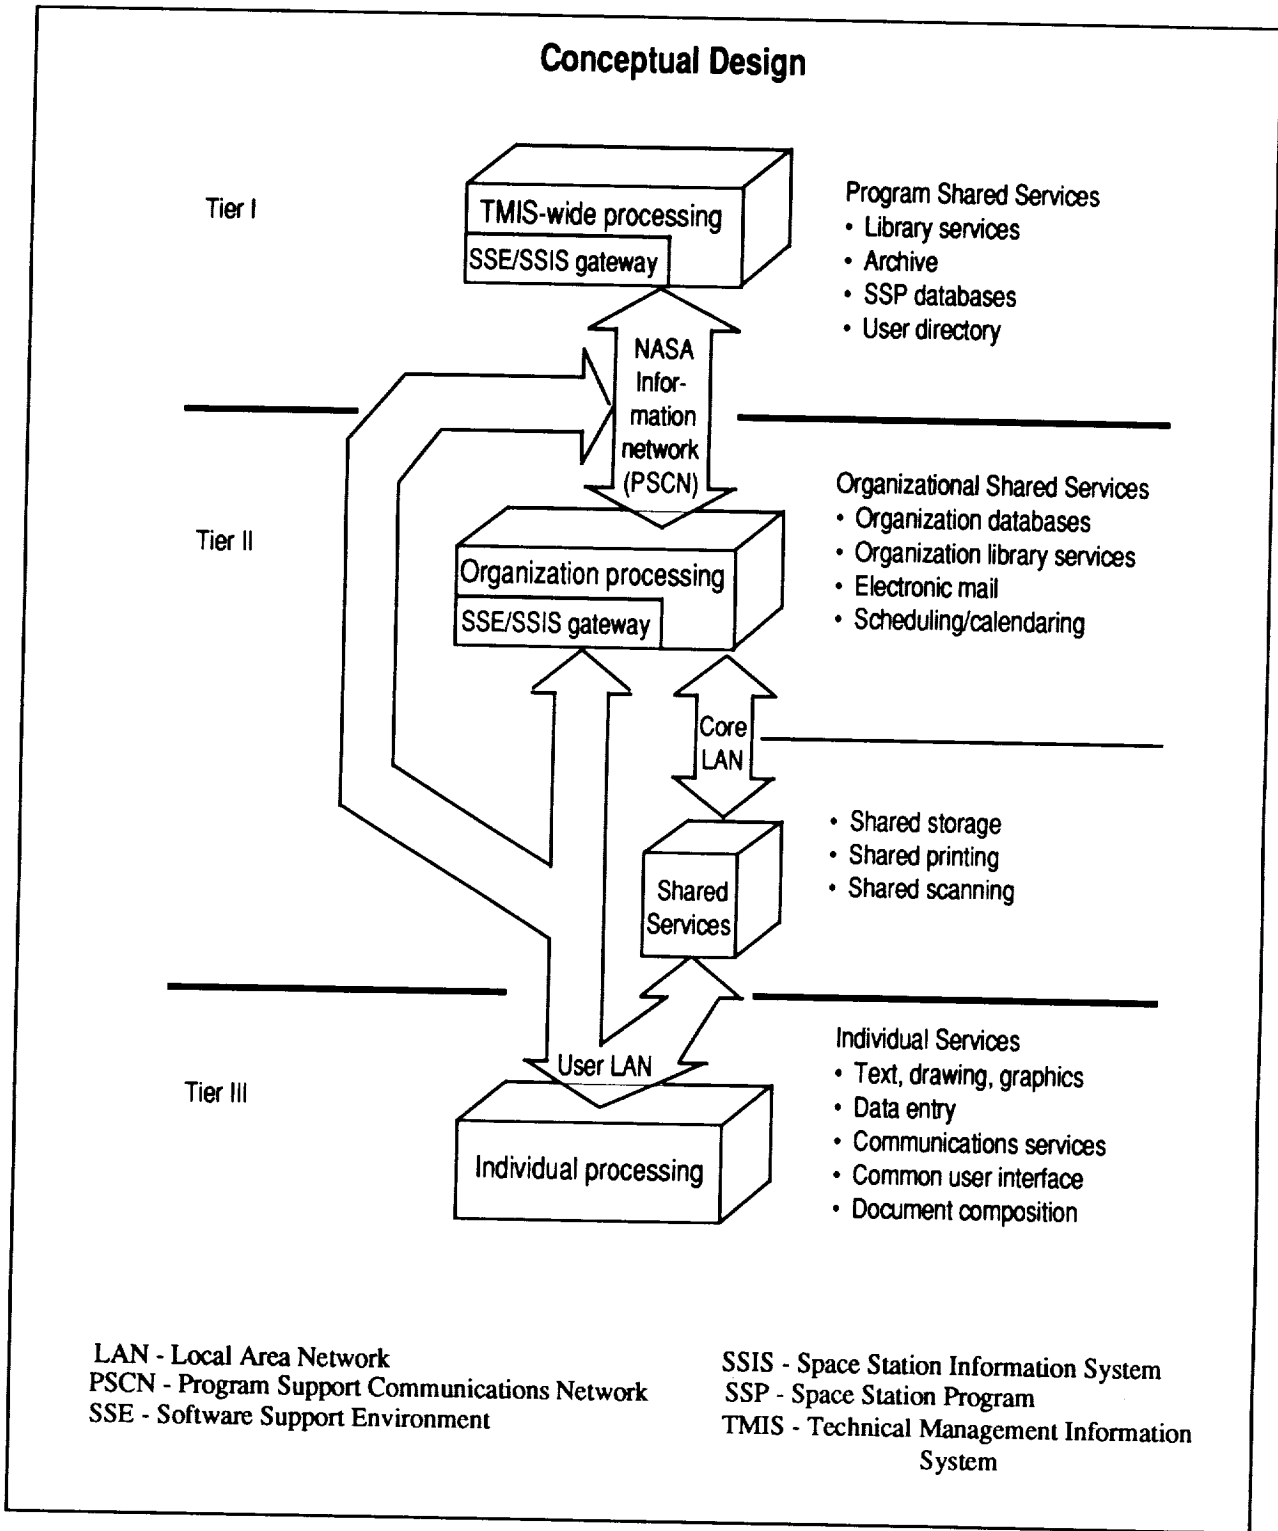 Conceptual Design
Tier I
TMIS-wide processing
SSE/SSIS gateway
Program Shared Services
• Library services
• Archive
• SSP databases
• User directory
NASA
Infor-
mation
network
(PSCN)
Tier II
Organization processing
SSE/SSIS gateway
Organizational Shared Services
• Organization databases
• Organization library services
• Electronic mail
• Scheduling/calendaring
Core
LAN
Shared
Services
• Shared storage
• Shared printing
• Shared scanning
Tier III
User LAN
Individual processing
Individual Services
• Text, drawing, graphics
• Data entry
• Communications services
• Common user interface
• Document composition
LAN - Local Area Network
PSCN - Program Support Communications Network
SSE - Software Support Environment
SSIS - Space Station Information System
SSP - Space Station Program
TMIS - Technical Management Information
System